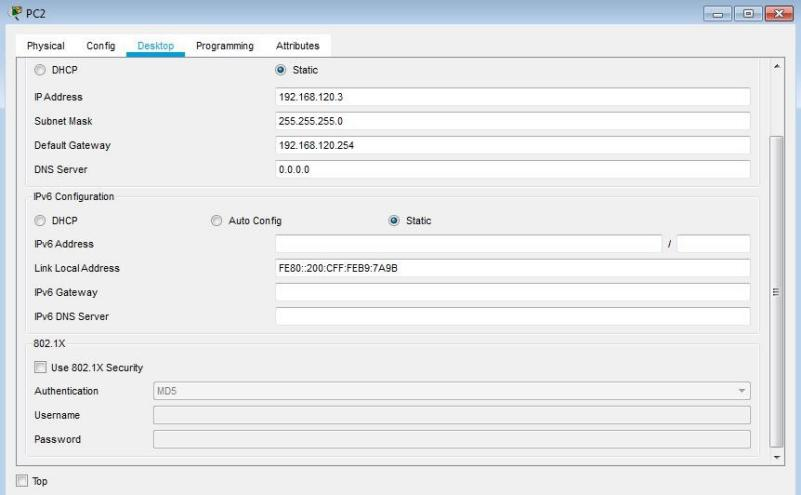 PC2
Physical Config Desktop Programming Attributes
DHCP Static
IP Address 192.168.120.3
Subnet Mask 255.255.255.0
Default Gateway 192.168.120.254
DNS Server 0.0.0.0
IPv6 Configuration
DHCP Auto Config Static
IPv6 Address /
Link Local Address FE80::200:CFF:FEB9:7A9B
IPv6 Gateway
IPv6 DNS Server
802.1X
Use 802.1X Security
Authentication MD5
Username
Password
Top